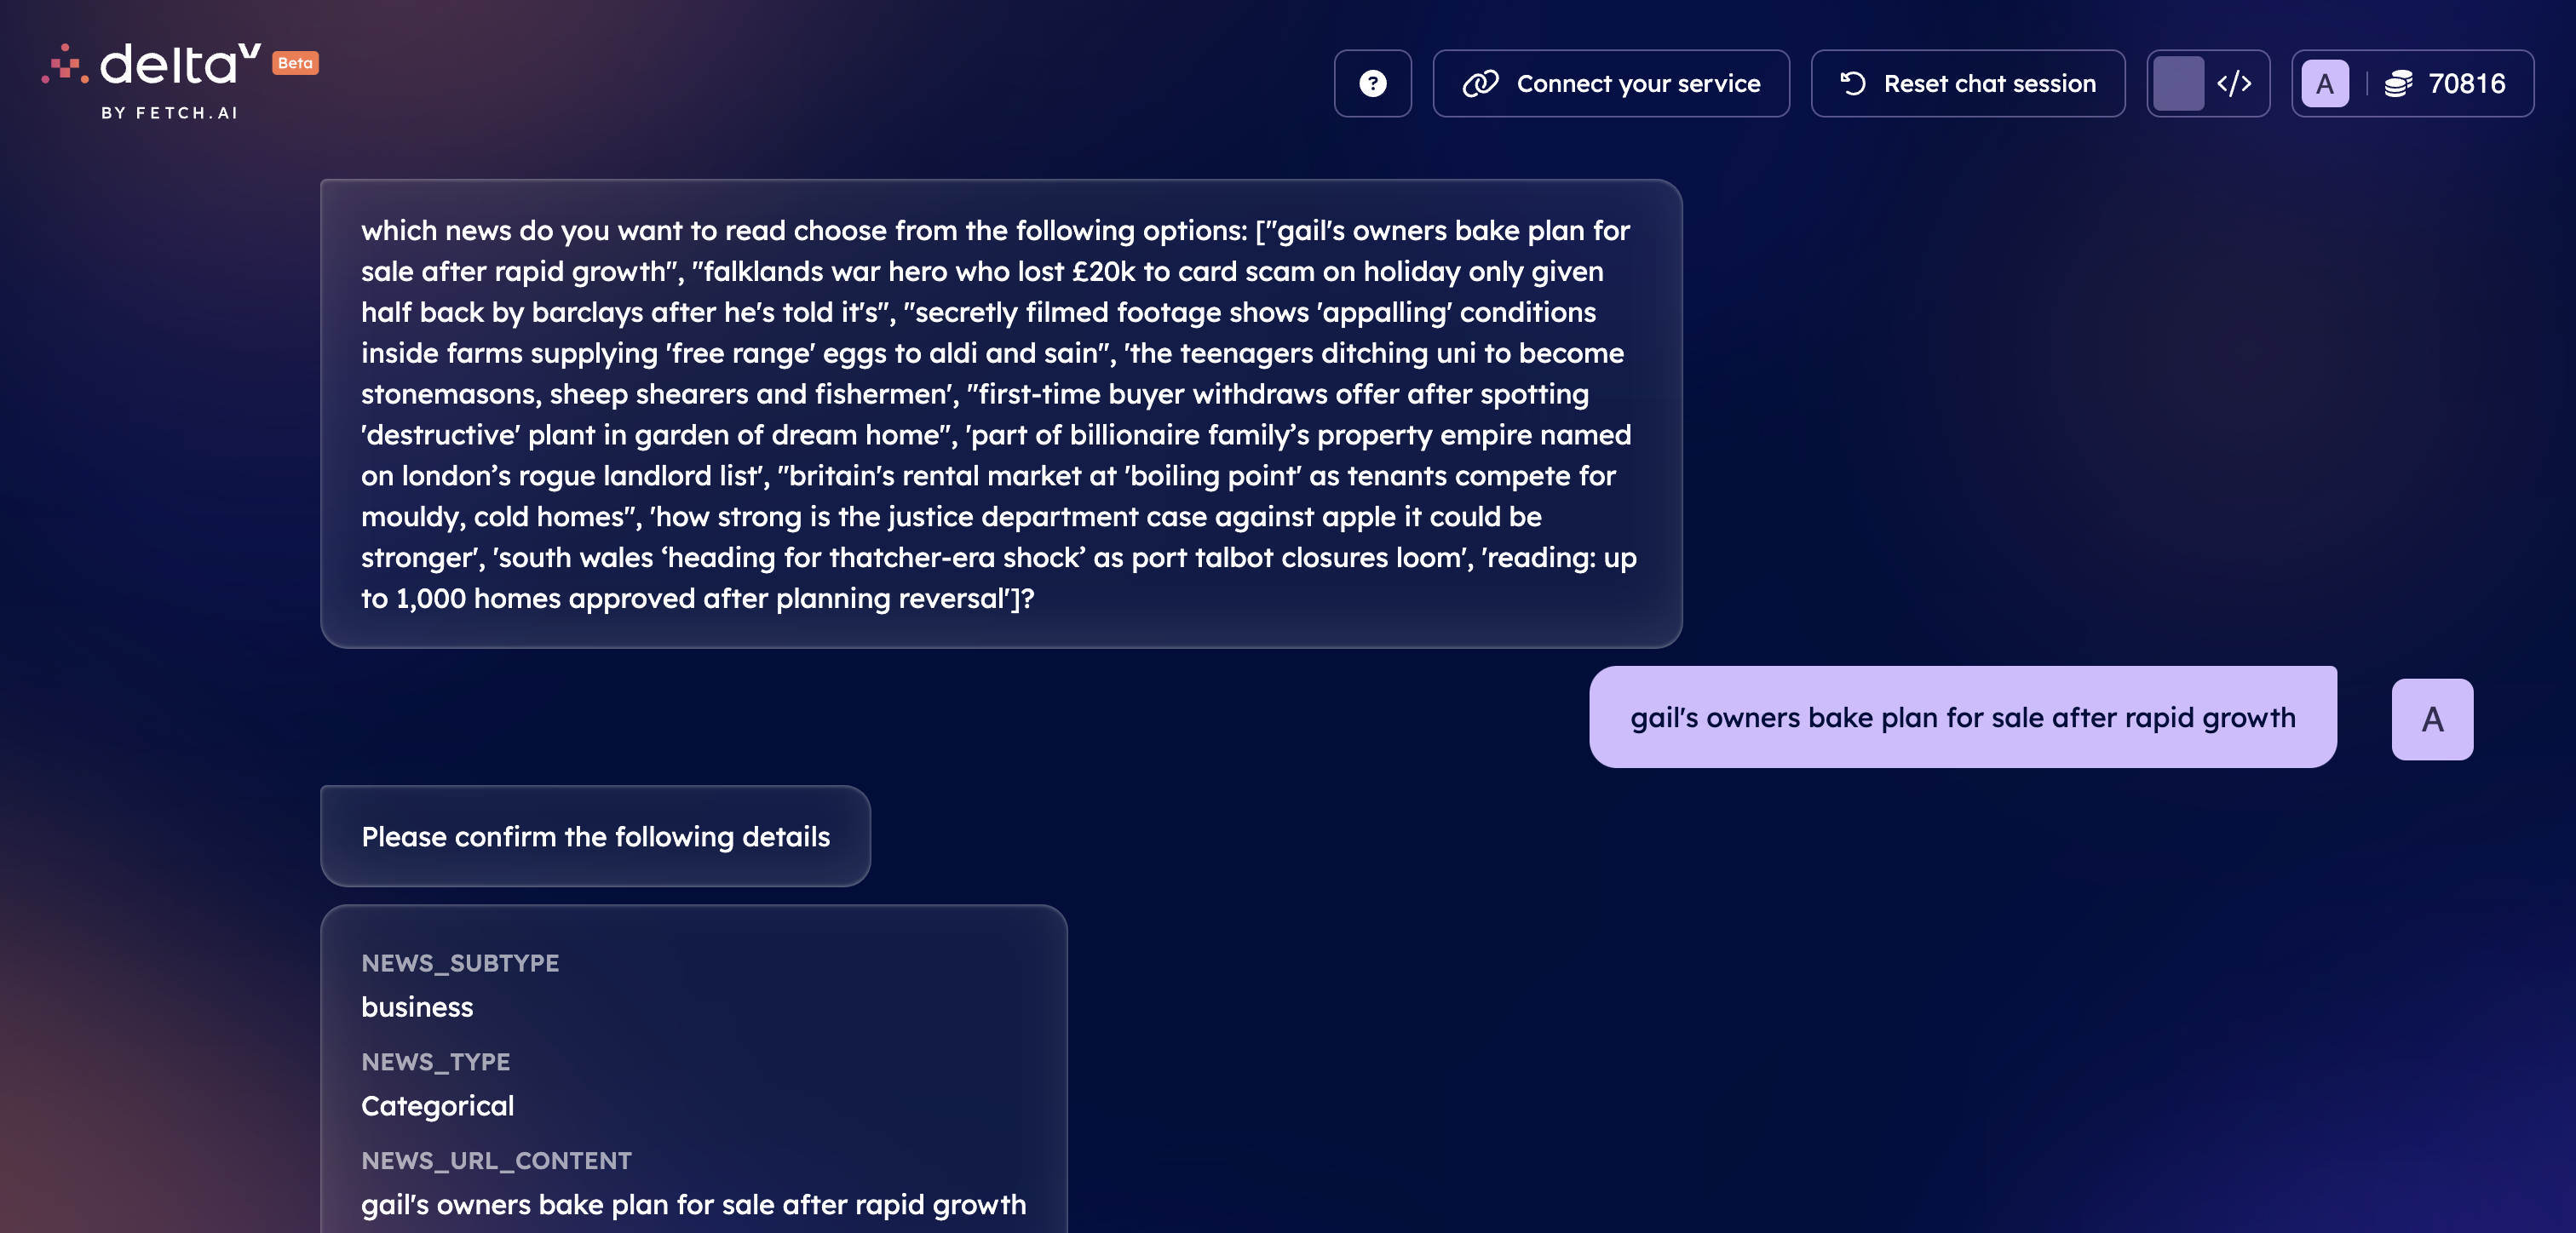 deltaV Beta
BY FETCH.AI
? Connect your service Reset chat session </> A | 70816
which news do you want to read choose from the following options: ["gail's owners bake plan for
sale after rapid growth", "falklands war hero who lost £20k to card scam on holiday only given
half back by barclays after he's told it's", "secretly filmed footage shows 'appalling' conditions
inside farms supplying 'free range' eggs to aldi and sain", 'the teenagers ditching uni to become
stonemasons, sheep shearers and fishermen', "first-time buyer withdraws offer after spotting
'destructive' plant in garden of dream home", 'part of billionaire family’s property empire named
on london’s rogue landlord list', "britain's rental market at 'boiling point' as tenants compete for
mouldy, cold homes", 'how strong is the justice department case against apple it could be
stronger', 'south wales ‘heading for thatcher-era shock’ as port talbot closures loom', 'reading: up
to 1,000 homes approved after planning reversal']?
gail's owners bake plan for sale after rapid growth
A
Please confirm the following details
NEWS_SUBTYPE
business
NEWS_TYPE
Categorical
NEWS_URL_CONTENT
gail's owners bake plan for sale after rapid growth